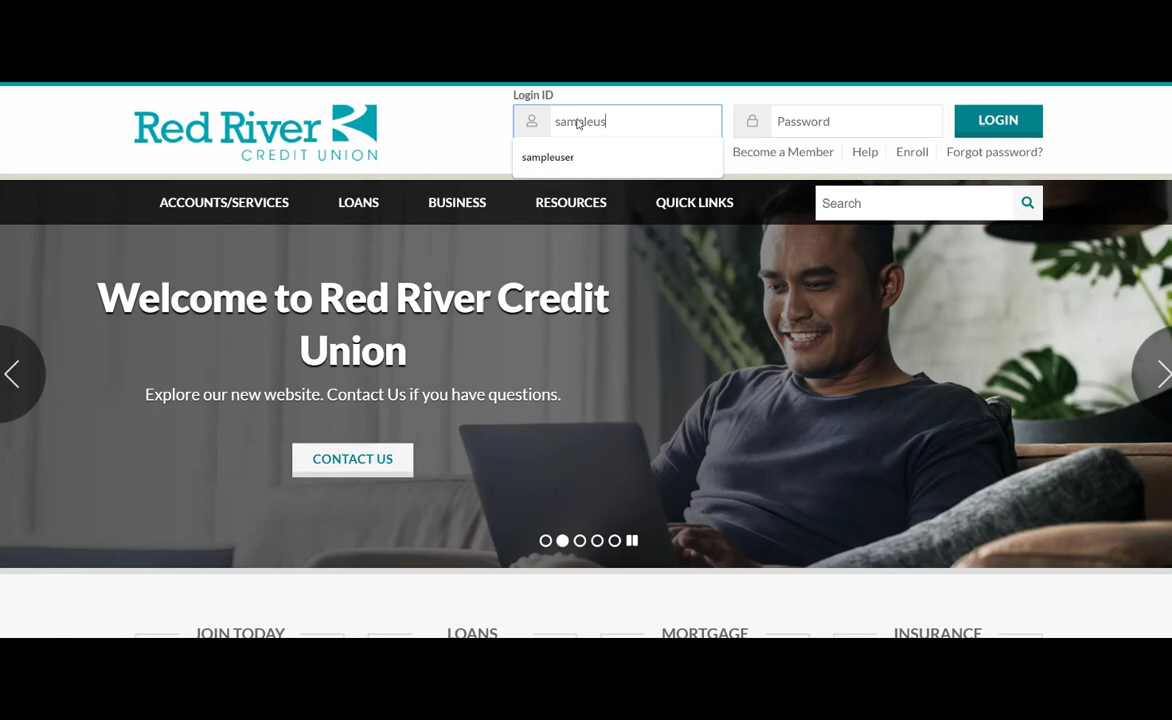 Login ID
Red River
CREDIT UNION
sampleus
Password
LOGIN
sampleuser
Become a Member
Help
Enroll
Forgot password?
ACCOUNTS/SERVICES
LOANS
BUSINESS
RESOURCES
QUICK LINKS
Search
Welcome to Red River Credit
Union
Explore our new website. Contact Us if you have questions.
CONTACT US
JOIN TODAY
LOANS
MORTGAGE
INSURANCE